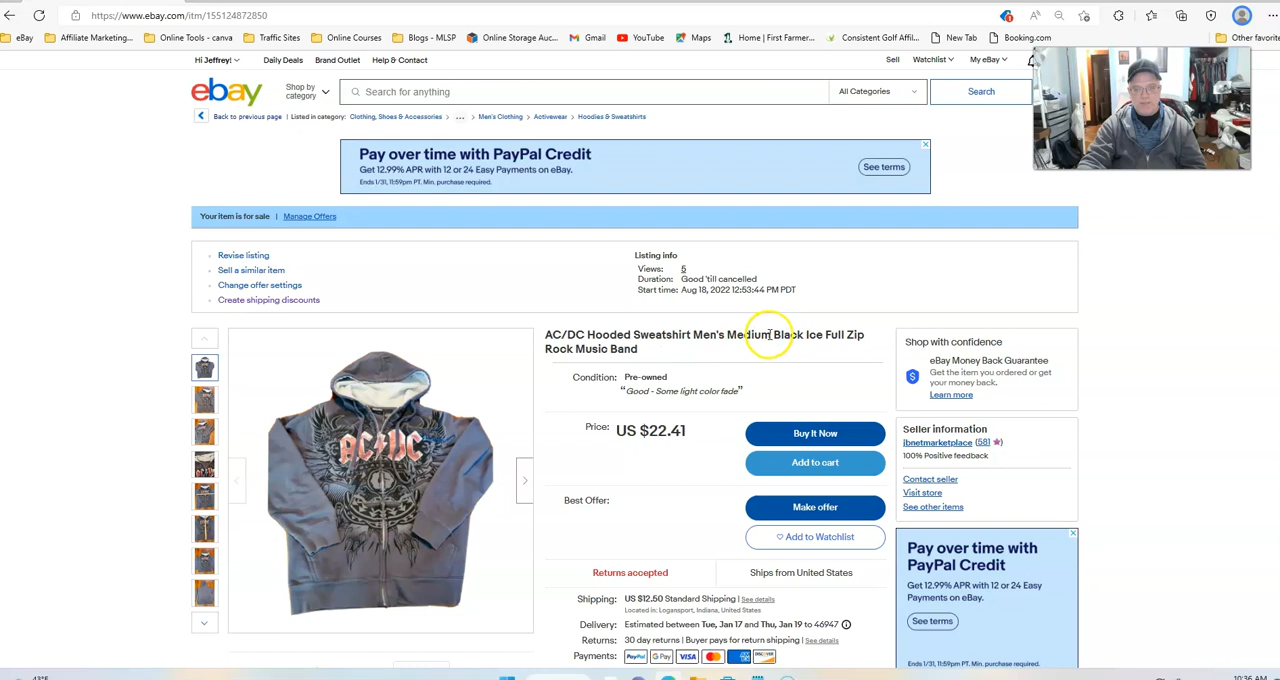 https://www.ebay.com/itm/155124872850
eBay
Affiliate Marketing...
Online Tools - canva
Traffic Sites
Online Courses
Blogs - MLSP
Online Storage Auc...
Gmail
YouTube
Maps
Home | First Farmer...
Consistent Golf Affil...
New Tab
Booking.com
Other favorite
Hi Jeffrey!
Daily Deals
Brand Outlet
Help & Contact
Sell
Watchlist
My eBay
ebay
Shop by category
Search for anything
All Categories
Search
Back to previous page | Listed in category: Clothing, Shoes & Accessories > ... > Men's Clothing > Activewear > Hoodies & Sweatshirts
Pay over time with PayPal Credit
Get 12.99% APR with 12 or 24 Easy Payments on eBay.
Ends 1/31, 11:59pm PT. Min. purchase required.
See terms
Your item is for sale | Manage Offers
Revise listing
Sell a similar item
Change offer settings
Create shipping discounts
Listing info
Views: 5
Duration: Good 'till cancelled
Start time: Aug 18, 2022 12:53:44 PM PDT
AC/DC
AC/DC Hooded Sweatshirt Men's Medium Black Ice Full Zip
Rock Music Band
Condition: Pre-owned
"Good - Some light color fade"
Price: US $22.41
Buy It Now
Add to cart
Best Offer:
Make offer
Add to Watchlist
Returns accepted
Ships from United States
Shipping: US $12.50 Standard Shipping | See details
Located in: Logansport, Indiana, United States
Delivery: Estimated between Tue, Jan 17 and Thu, Jan 19 to 46947
Returns: 30 day returns | Buyer pays for return shipping | See details
Payments: PayPal G Pay VISA DISCOVER
Shop with confidence
eBay Money Back Guarantee
Get the item you ordered or get
your money back.
Learn more
Seller information
jbnetmarketplace (581)
100% Positive feedback
Contact seller
Visit store
See other items
Pay over time with
PayPal Credit
Get 12.99% APR with 12 or 24 Easy
Payments on eBay.
See terms
Ends 1/31, 11:59pm PT. Min. purchase required.
43°F
10:36 AM